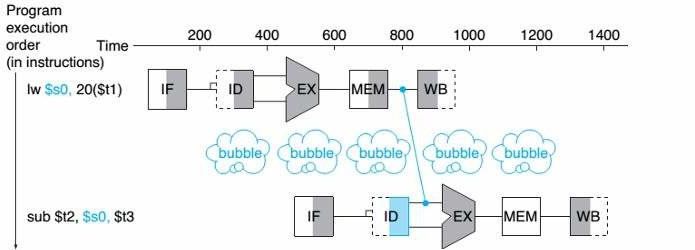 Program
execution
order
(in instructions)
Time
200 400 600 800 1000 1200 1400
lw $s0, 20($t1)
IF ID EX MEM WB
bubble bubble bubble bubble bubble
sub $t2, $s0, $t3
IF ID EX MEM WB